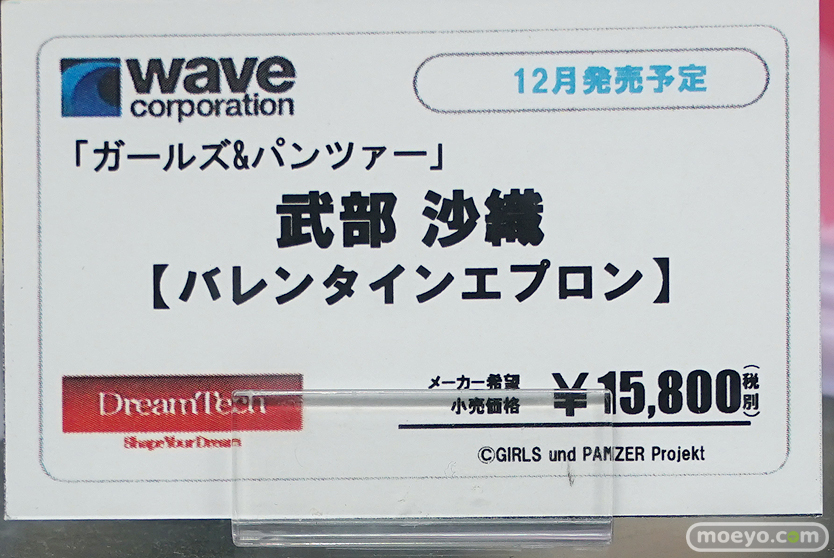 wave
corporation
12月発売予定
「ガールズ&パンツァー」
武部 沙織
【バレンタインエプロン】
DreamTech
Shape Your Dream
メーカー希望
小売価格
¥15,800(税別)
©GIRLS und PANZER Projekt
moeyo.com